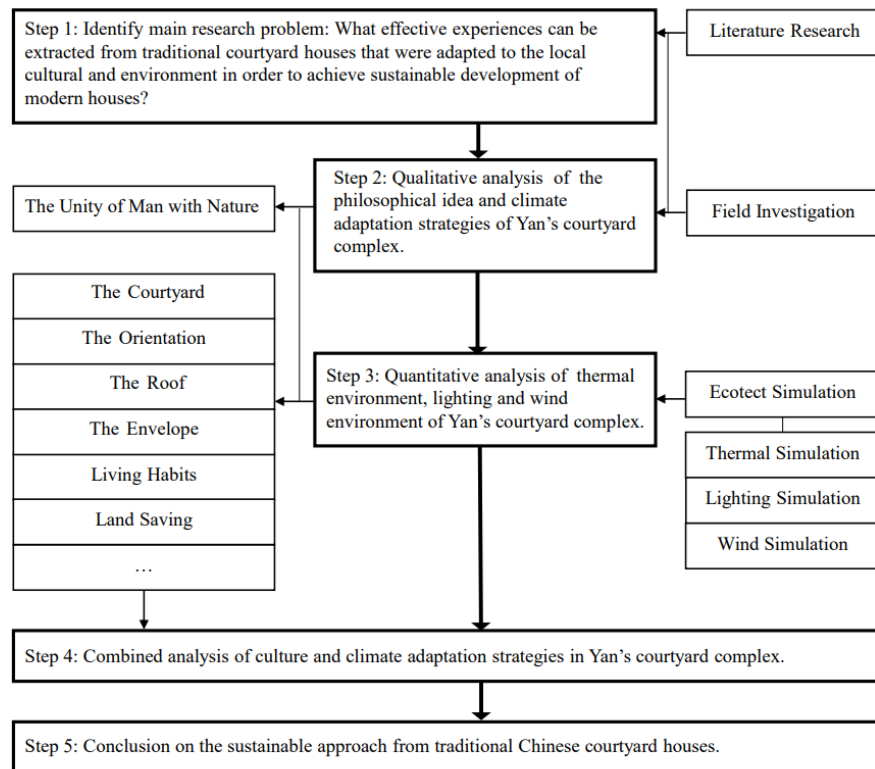 Step 1: Identify main research problem: What effective experiences can be
extracted from traditional courtyard houses that were adapted to the local
cultural and environment in order to achieve sustainable development of
modern houses?
Literature Research
Step 2: Qualitative analysis of the
philosophical idea and climate
adaptation strategies of Yan's courtyard
complex.
The Unity of Man with Nature
Field Investigation
The Courtyard
The Orientation
The Roof
The Envelope
Living Habits
Land Saving
…
Step 3: Quantitative analysis of thermal
environment, lighting and wind
environment of Yan's courtyard complex.
Ecotect Simulation
Thermal Simulation
Lighting Simulation
Wind Simulation
Step 4: Combined analysis of culture and climate adaptation strategies in Yan's courtyard complex.
Step 5: Conclusion on the sustainable approach from traditional Chinese courtyard houses.